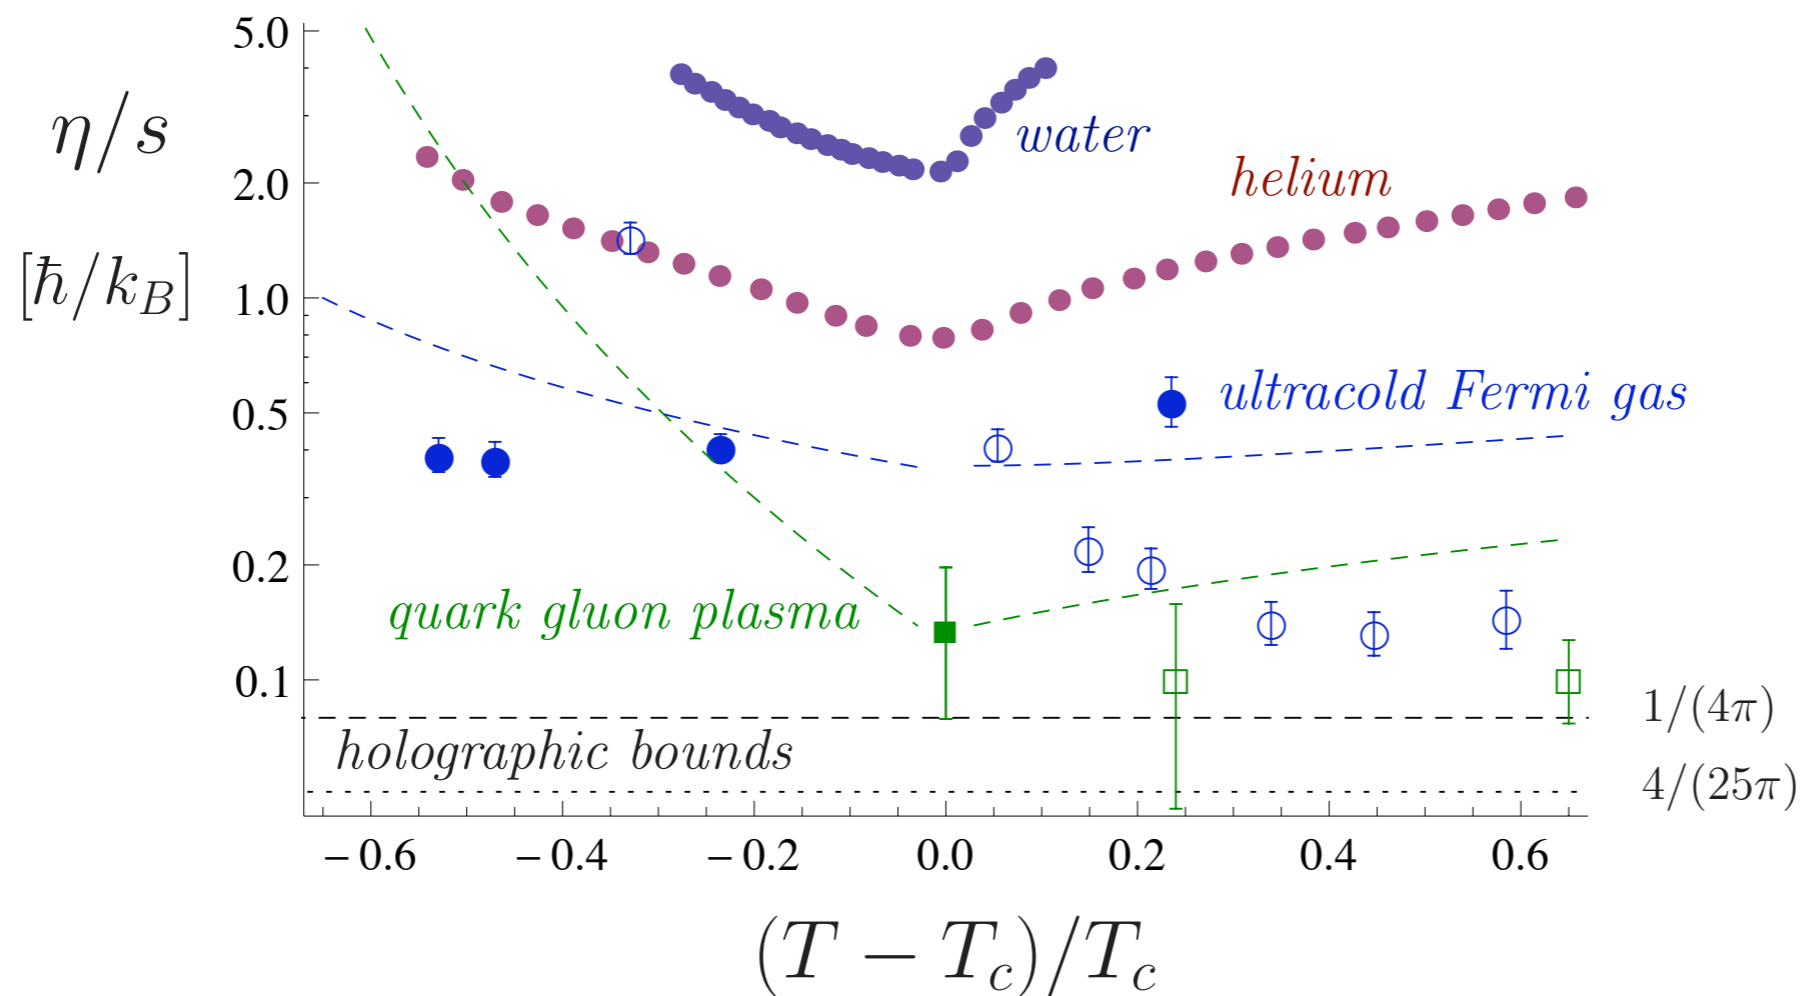 η/s
[ħ/k_B]
5.0
2.0
1.0
0.5
0.2
0.1
water
helium
ultracold Fermi gas
quark gluon plasma
holographic bounds
1/(4π)
4/(25π)
−0.6 −0.4 −0.2 0.0 0.2 0.4 0.6
(T − T_c)/T_c